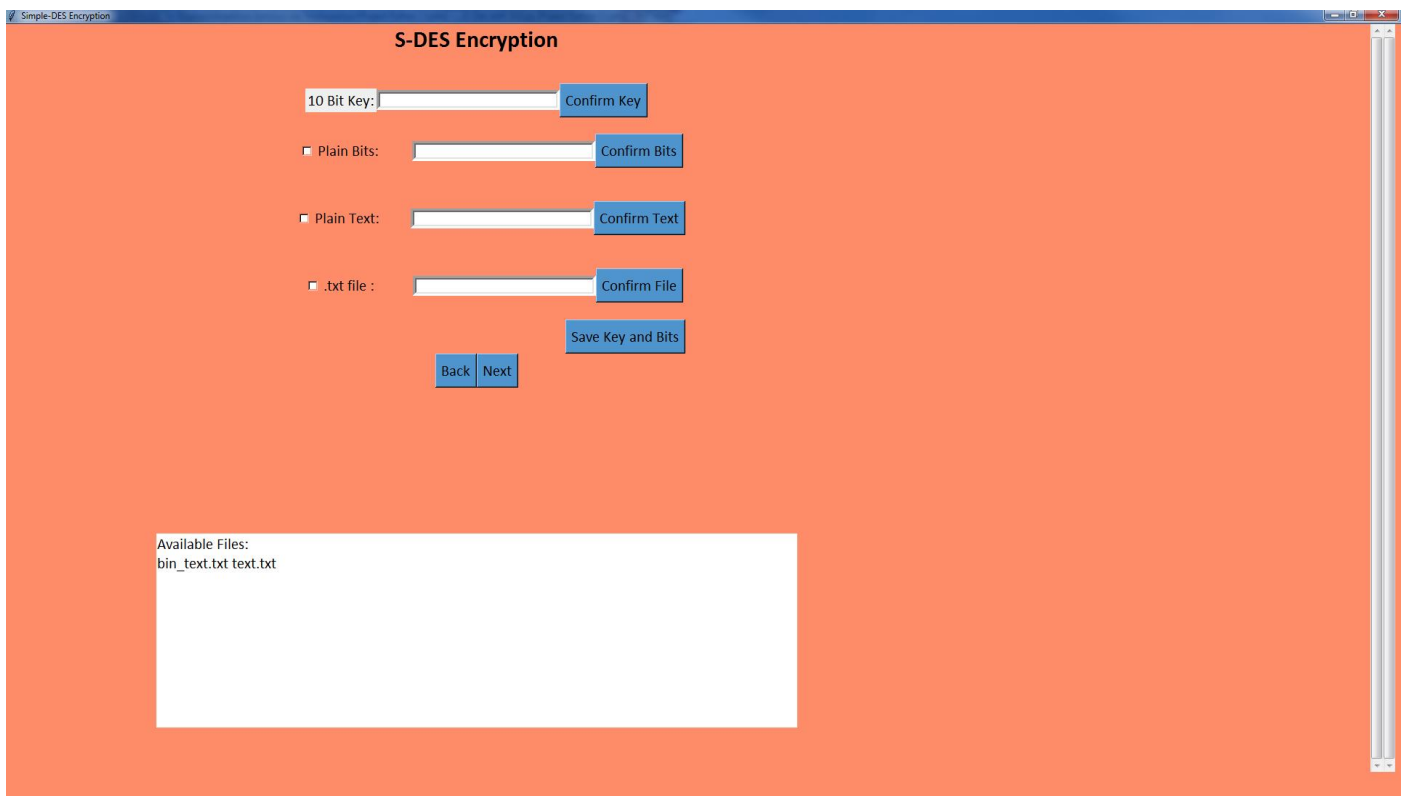 Simple-DES Encryption
S-DES Encryption
10 Bit Key: Confirm Key
Plain Bits: Confirm Bits
Plain Text: Confirm Text
.txt file : Confirm File
Save Key and Bits
Back Next
Available Files:
bin_text.txt text.txt